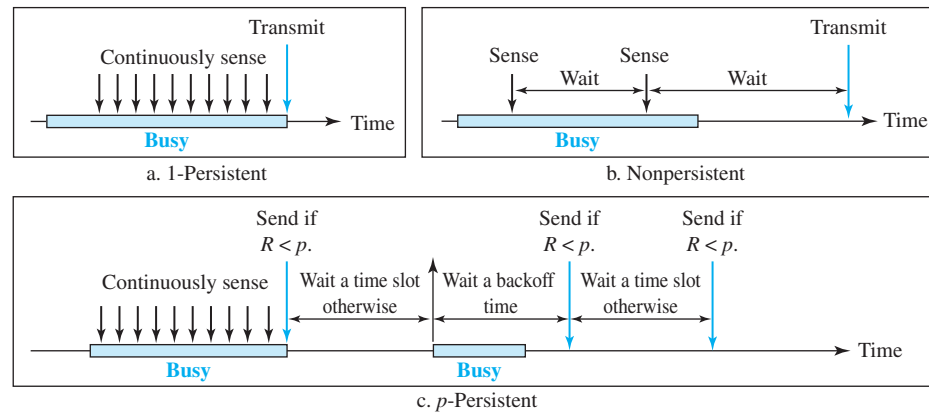 Transmit
Continuously sense
Time
Busy
a. 1-Persistent
Transmit
Sense
Sense
Wait
Wait
Time
Busy
b. Nonpersistent
Send if
R < p.
Send if
R < p.
Send if
R < p.
Continuously sense
Wait a time slot
otherwise
Wait a backoff
time
Wait a time slot
otherwise
Time
Busy
Busy
c. p-Persistent